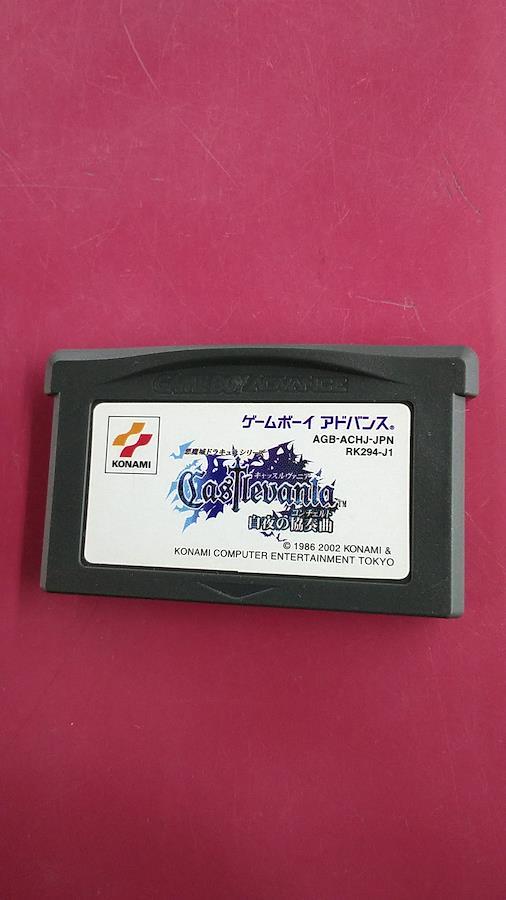 GAME BOY ADVANCE
ゲームボーイ アドバンス®
AGB-ACHJ-JPN
RK294-J1
KONAMI
悪魔城ドラキュラシリーズ
キャッスルヴァニア
Castlevania™
コンチェルト
白夜の協奏曲
© 1986 2002 KONAMI &
KONAMI COMPUTER ENTERTAINMENT TOKYO